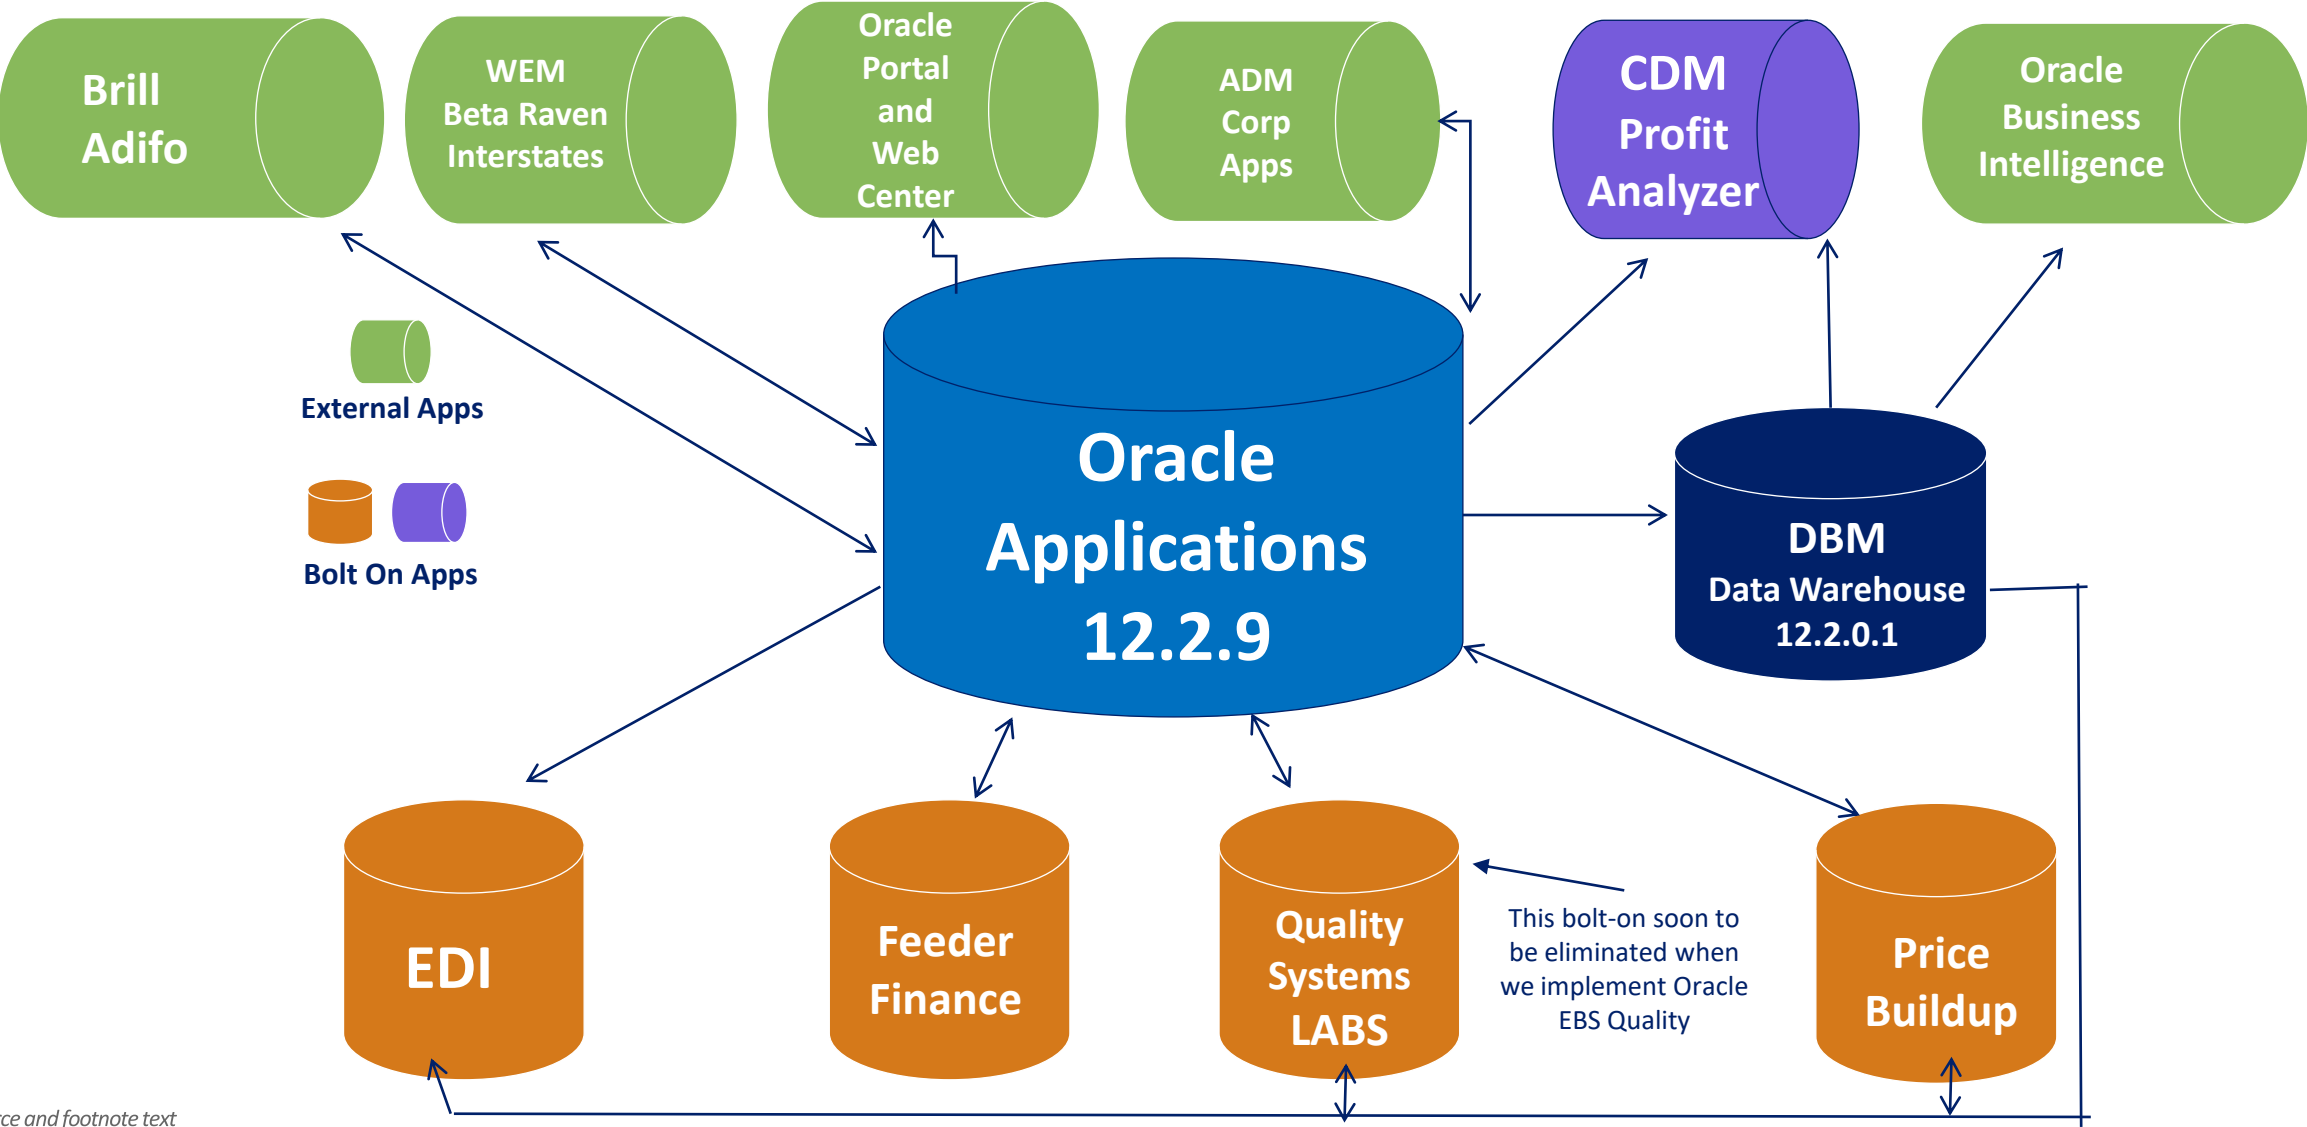 Brill
Adifo
WEM
Beta Raven
Interstates
Oracle
Portal
and
Web
Center
ADM
Corp
Apps
CDM
Profit
Analyzer
Oracle
Business
Intelligence
External Apps
Bolt On Apps
Oracle
Applications
12.2.9
DBM
Data Warehouse
12.2.0.1
EDI
Feeder
Finance
Quality
Systems
LABS
This bolt-on soon to
be eliminated when
we implement Oracle
EBS Quality
Price
Buildup
and footnote text